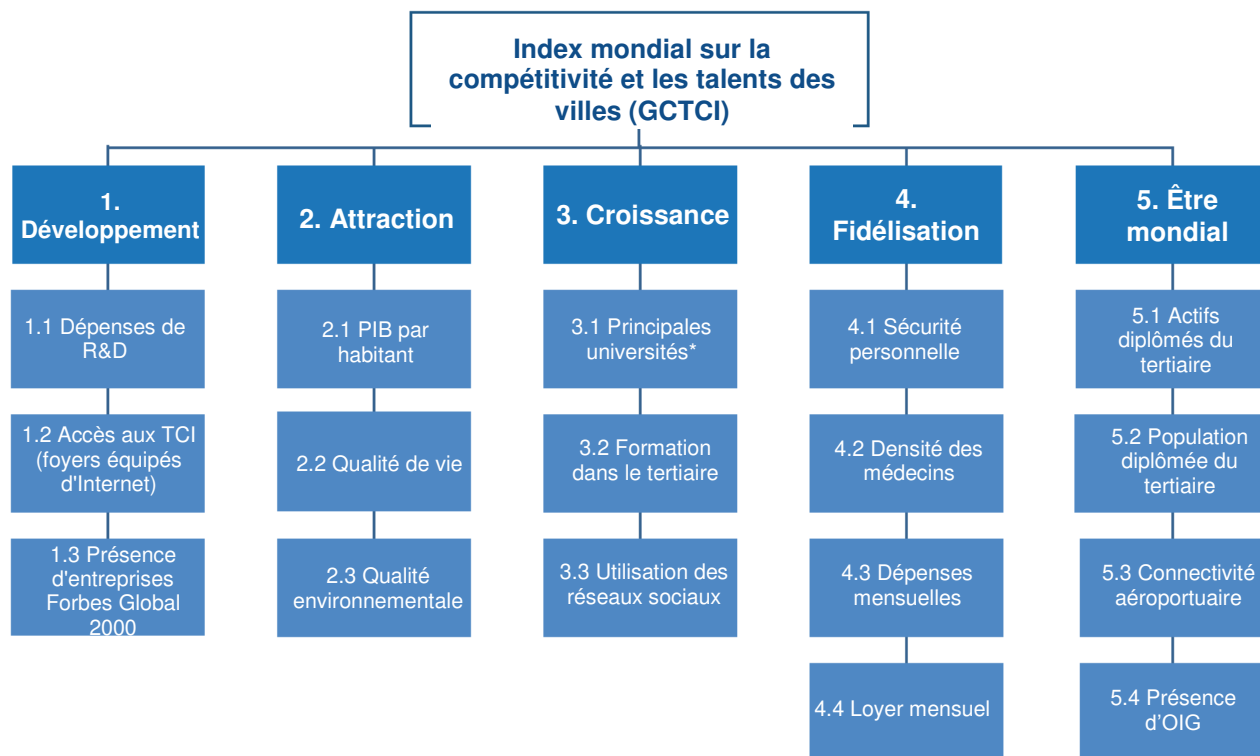 Index mondial sur la
compétitivité et les talents des
villes (GCTCI)
1.
Développement
2. Attraction
3. Croissance
4.
Fidélisation
5. Être
mondial
1.1 Dépenses de
R&D
2.1 PIB par
habitant
3.1 Principales
universités*
4.1 Sécurité
personnelle
5.1 Actifs
diplômés du
tertiaire
1.2 Accès aux TCI
(foyers équipés
d'Internet)
2.2 Qualité de vie
3.2 Formation
dans le tertiaire
4.2 Densité des
médecins
5.2 Population
diplômée du
tertiaire
1.3 Présence
d'entreprises
Forbes Global
2000
2.3 Qualité
environnementale
3.3 Utilisation des
réseaux sociaux
4.3 Dépenses
mensuelles
5.3 Connectivité
aéroportuaire
4.4 Loyer mensuel
5.4 Présence
d’OIG